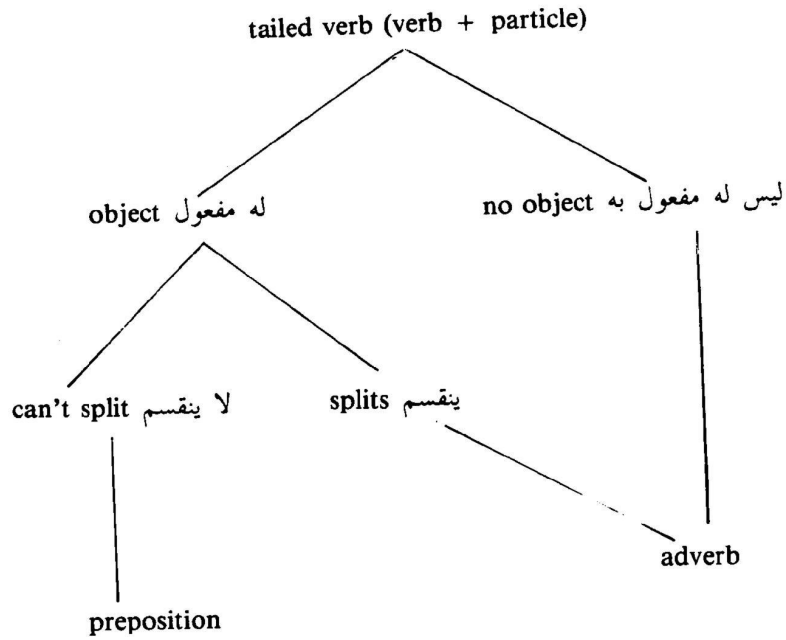 tailed verb (verb + particle)
object له مفعول
no object ليس له مفعول به
can't split لا ينقسم
splits ينقسم
adverb
preposition